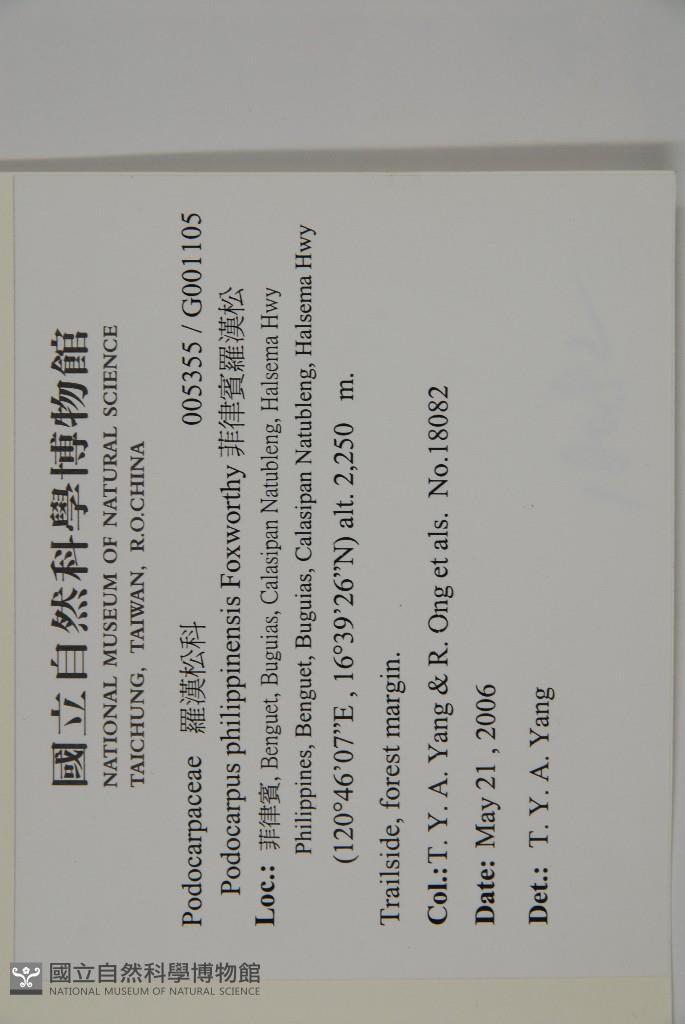 國立自然科學博物館
NATIONAL MUSEUM OF NATURAL SCIENCE
TAICHUNG, TAIWAN, R.O.CHINA
Podocarpaceae 羅漢松科 005355 / G001105
Podocarpus philippinensis Foxworthy 菲律賓羅漢松
Loc.: 菲律賓, Benguet, Buguias, Calasipan Natubleng, Halsema Hwy
Philippines, Benguet, Buguias, Calasipan Natubleng, Halsema Hwy
(120°46’07”E , 16°39’26”N) alt. 2,250 m.
Trailside, forest margin.
Col.: T. Y. A. Yang & R. Ong et als. No.18082
Date: May 21 , 2006
Det.: T. Y. A. Yang
國立自然科學博物館
NATIONAL MUSEUM OF NATURAL SCIENCE